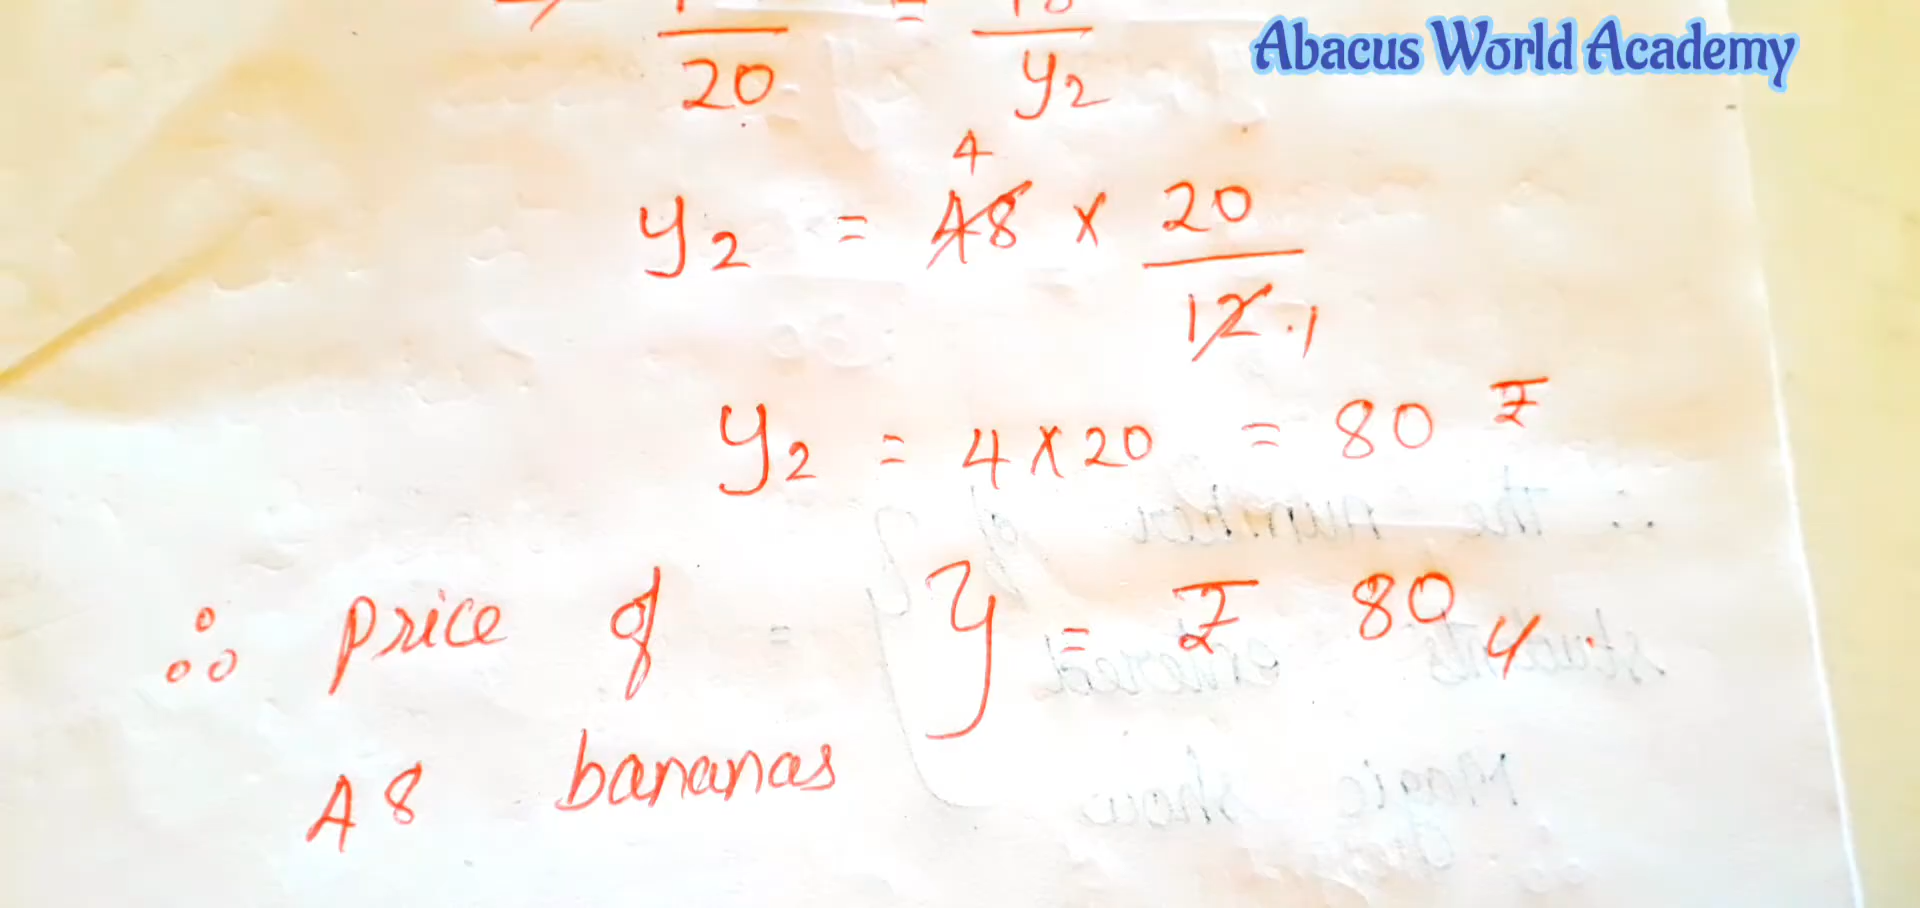 Abacus World Academy
20 = y₂
4
y₂ = 48 × 20
12 . 1
y₂ = 4 × 20 = 80 ₹
∴ price of } = ₹ 80
48 bananas